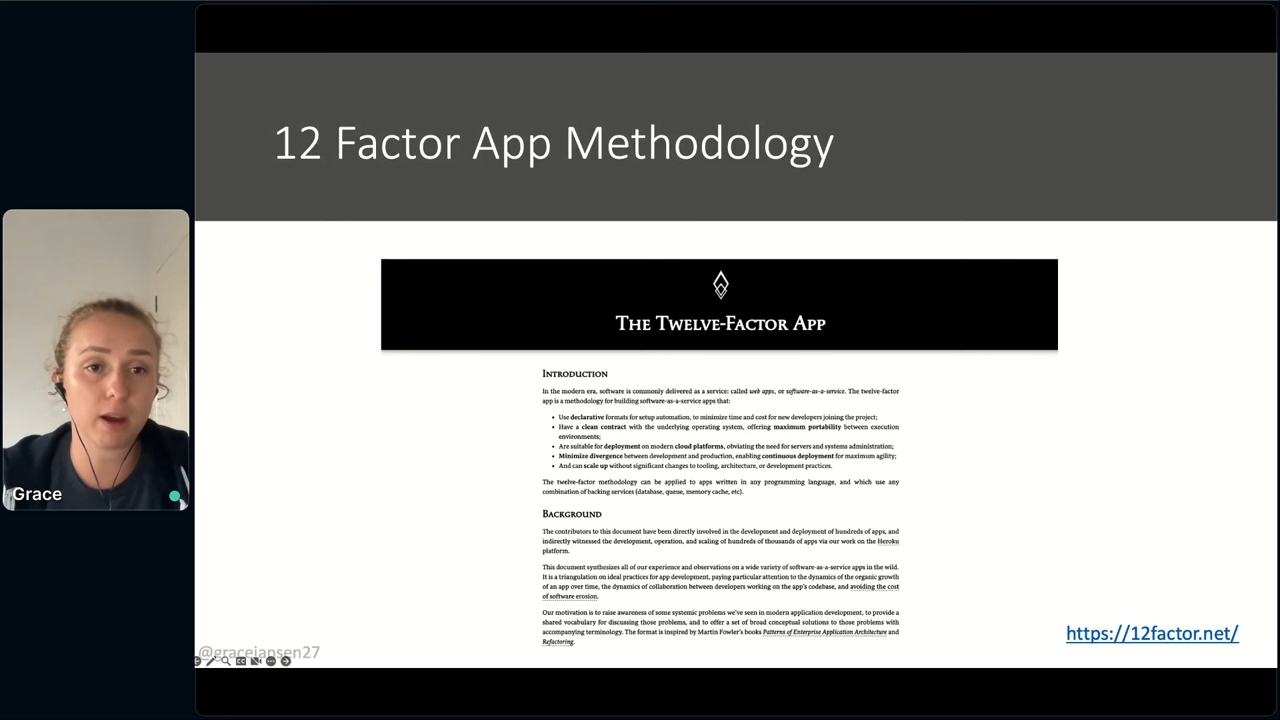 12 Factor App Methodology
The Twelve-Factor App
Introduction
In the modern era, software is commonly delivered as a service: called web apps, or software-as-a-service. The twelve-factor
app is a methodology for building software-as-a-service apps that:
• Use declarative formats for setup automation, to minimize time and cost for new developers joining the project;
• Have a clean contract with the underlying operating system, offering maximum portability between execution
environments;
• Are suitable for deployment on modern cloud platforms, obviating the need for servers and systems administration;
• Minimize divergence between development and production, enabling continuous deployment for maximum agility;
• And can scale up without significant changes to tooling, architecture, or development practices.
The twelve-factor methodology can be applied to apps written in any programming language, and which use any
combination of backing services (database, queue, memory cache, etc).
Background
The contributors to this document have been directly involved in the development and deployment of hundreds of apps, and
indirectly witnessed the development, operation, and scaling of hundreds of thousands of apps via our work on the Heroku
platform.
This document synthesizes all of our experience and observations on a wide variety of software-as-a-service apps in the wild.
It is a triangulation on ideal practices for app development, paying particular attention to the dynamics of the organic growth
of an app over time, the dynamics of collaboration between developers working on the app's codebase, and avoiding the cost
of software erosion.
Our motivation is to raise awareness of some systemic problems we've seen in modern application development, to provide a
shared vocabulary for discussing those problems, and to offer a set of broad conceptual solutions to those problems with
accompanying terminology. The format is inspired by Martin Fowler's books Patterns of Enterprise Application Architecture and
Refactoring.
https://12factor.net/
@gracejansen27
Grace